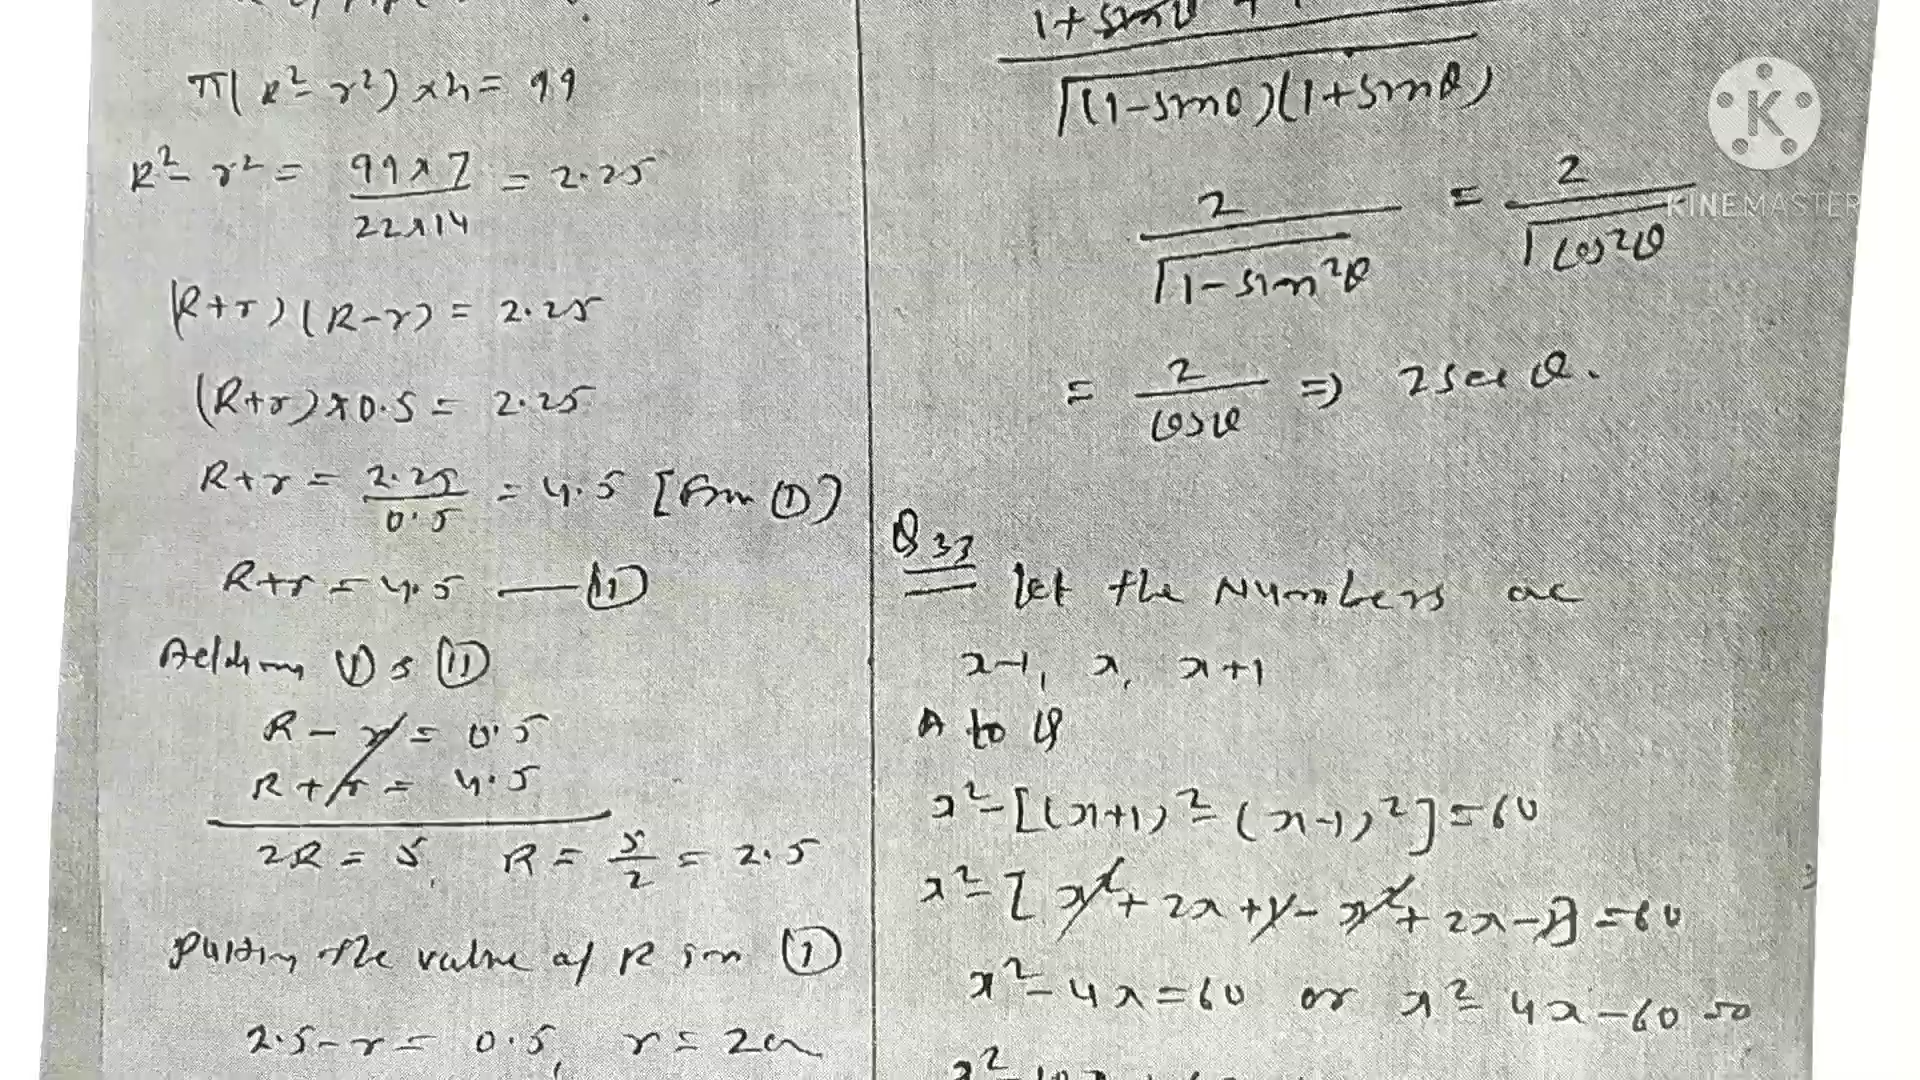 π(R² - r²) × h = 99
R² - r² = 99 × 7 / 22 × 14 = 2.25
(R+r)(R-r) = 2.25
(R+r) × 0.5 = 2.25
R+r = 2.25 / 0.5 = 4.5 [from (I)]
R+r = 4.5 — (II)
Adding (I) & (II)
R - r = 0.5
R + r = 4.5
2R = 5, R = 5/2 = 2.5
Putting the value of R in (I)
2.5 - r = 0.5, r = 2cm
√(1-sinθ)(1+sinθ)
2 / √1-sin²θ = 2 / √cos²θ
= 2 / cosθ ⇒ 2secθ.
Q33
let the Numbers are
x-1, x, x+1
A to Q
x² - [(x+1)² - (x-1)²] = 60
x² - [x² + 2x + 1 - x² + 2x - 1] = 60
x² - 4x = 60 or x² - 4x - 60 = 0
K
KINEMASTER